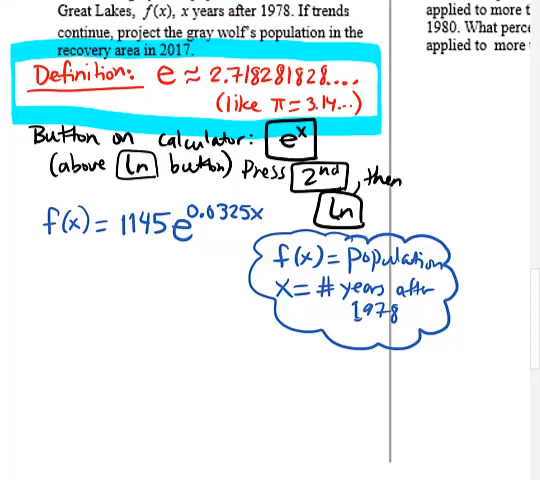 Great Lakes, f(x), x years after 1978. If trends
continue, project the gray wolf's population in the
recovery area in 2017.
applied to more t
1980. What perce
applied to more
Definition: e ≈ 2.718281828....
(like π = 3.14...)
Button on calculator: e^x
(above ln button) Press 2nd, then
ln
f(x) = 1145e^0.0325x
f(x) = Population
x = # years after
1978